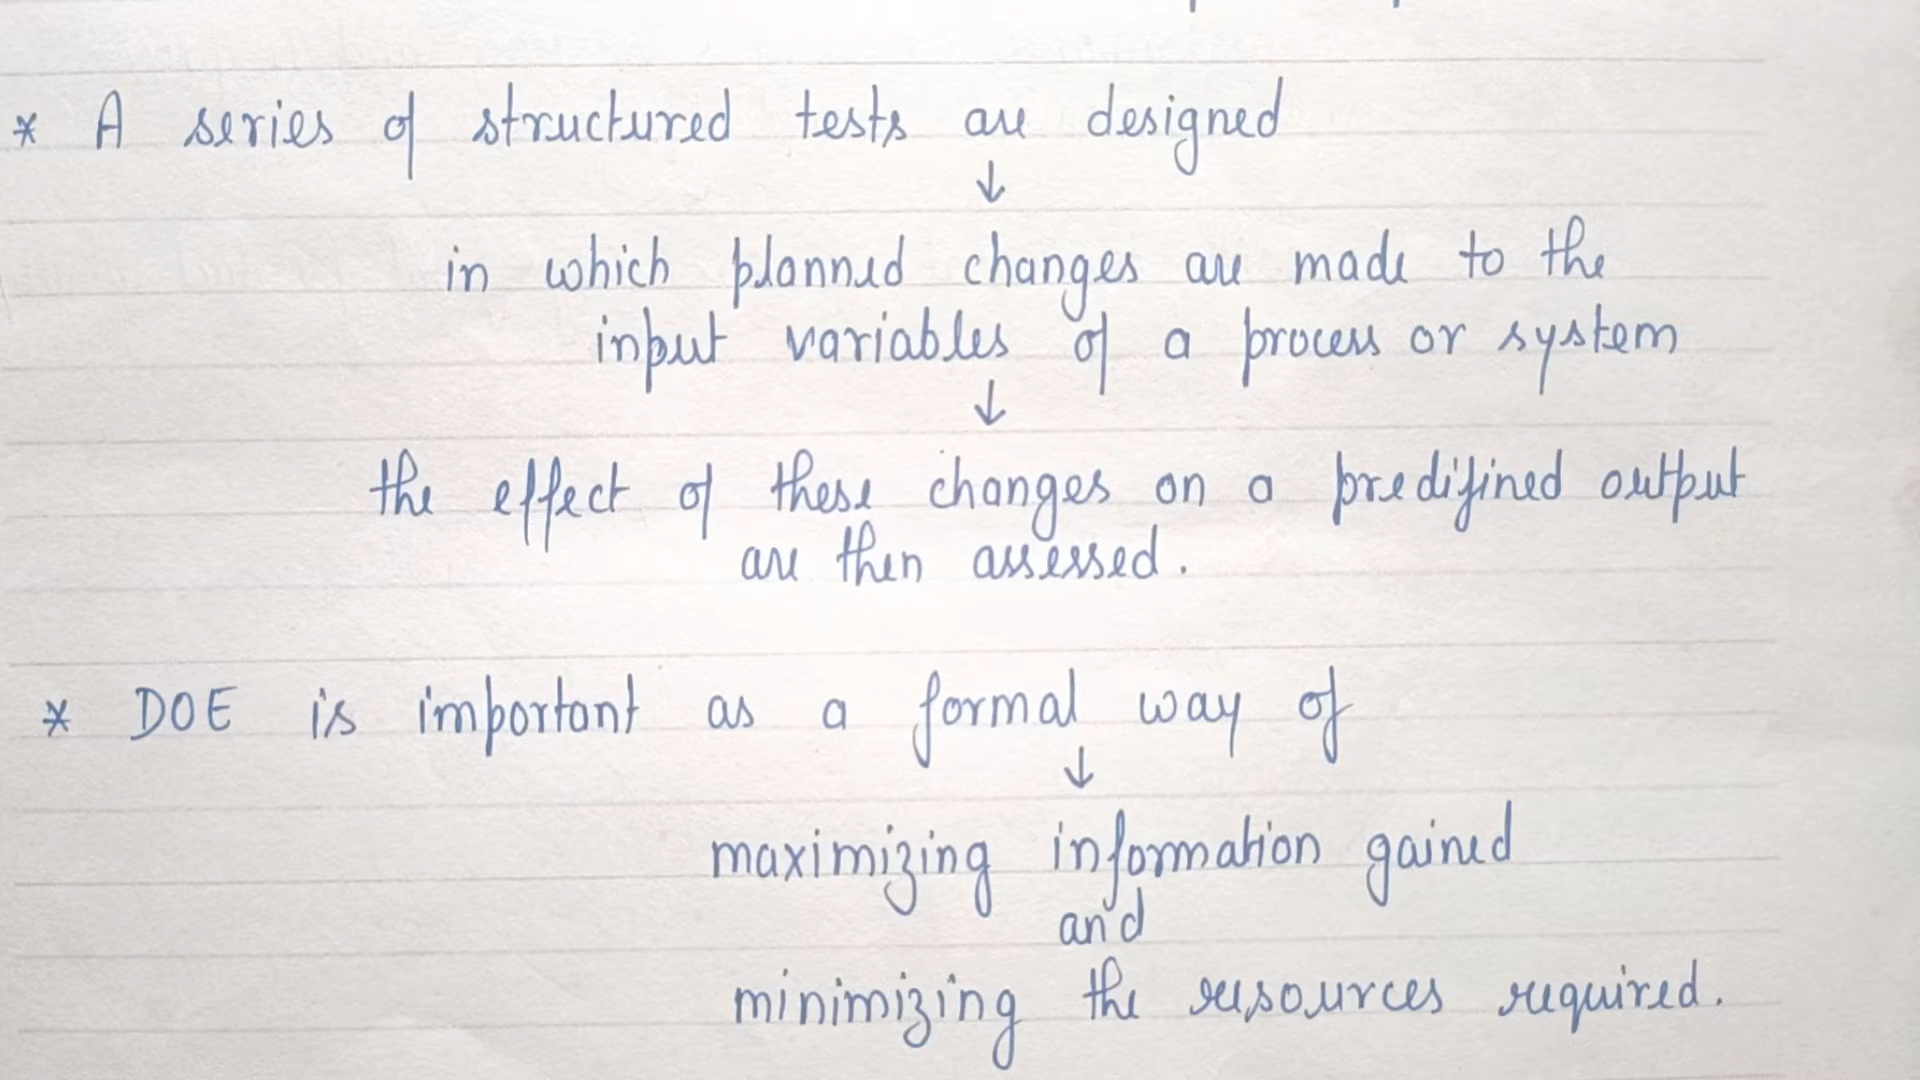 * A series of structured tests are designed
↓
in which planned changes are made to the
input variables of a process or system
↓
the effect of these changes on a predifined output
are then assessed.
* DOE is important as a formal way of
↓
maximizing information gained
and
minimizing the resources required.